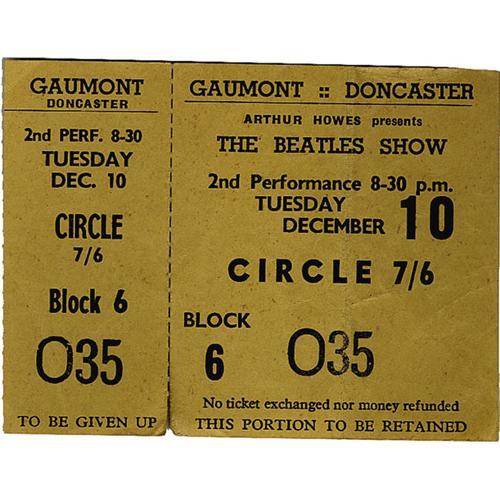 GAUMONT
DONCASTER
2nd PERF. 8-30
TUESDAY
DEC. 10
CIRCLE
7/6
Block 6
O35
TO BE GIVEN UP
GAUMONT :: DONCASTER
ARTHUR HOWES presents
THE BEATLES SHOW
2nd Performance 8-30 p.m.
TUESDAY
DECEMBER 10
CIRCLE 7/6
BLOCK
6 O35
No ticket exchanged nor money refunded
THIS PORTION TO BE RETAINED